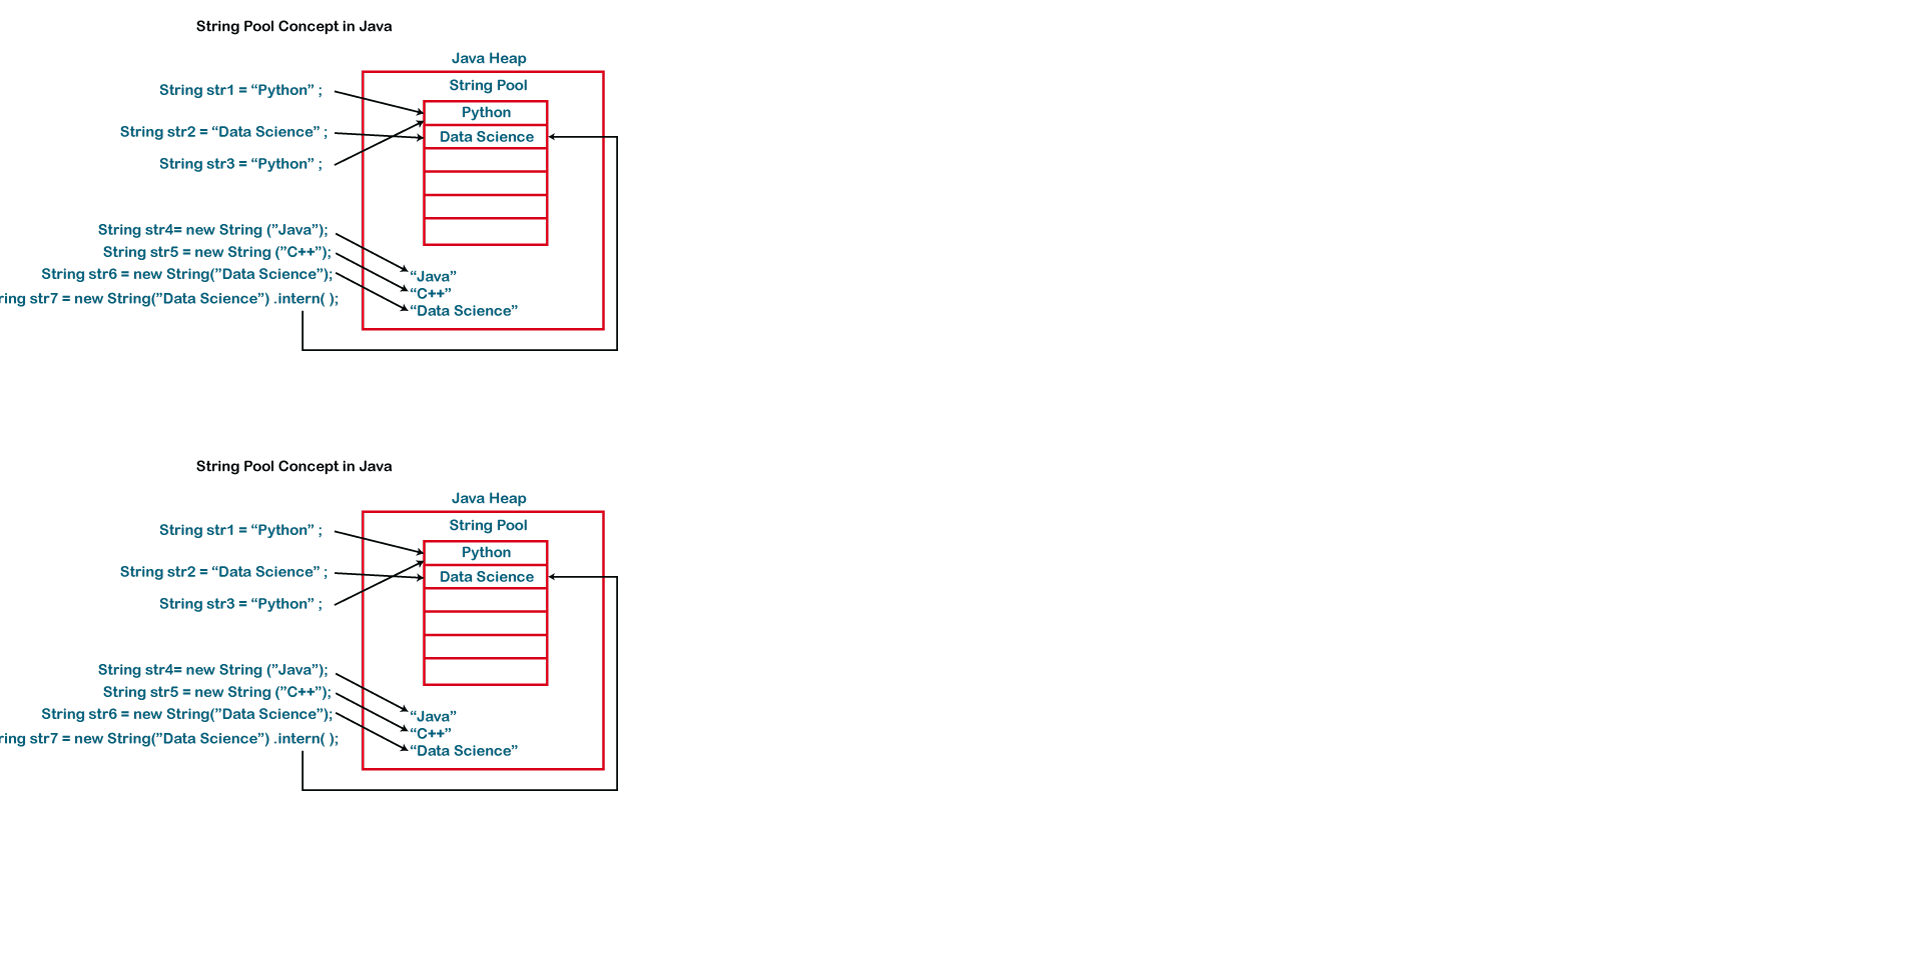 String Pool Concept in Java
Java Heap
String Pool
String str1 = “Python” ;
Python
String str2 = “Data Science” ;
Data Science
String str3 = “Python” ;
String str4= new String (”Java”);
String str5 = new String (”C++”);
String str6 = new String(”Data Science”);
“Java”
“C++”
ring str7 = new String(”Data Science”) .intern( );
“Data Science”
String Pool Concept in Java
Java Heap
String Pool
String str1 = “Python” ;
Python
String str2 = “Data Science” ;
Data Science
String str3 = “Python” ;
String str4= new String (”Java”);
String str5 = new String (”C++”);
String str6 = new String(”Data Science”);
“Java”
“C++”
ring str7 = new String(”Data Science”) .intern( );
“Data Science”